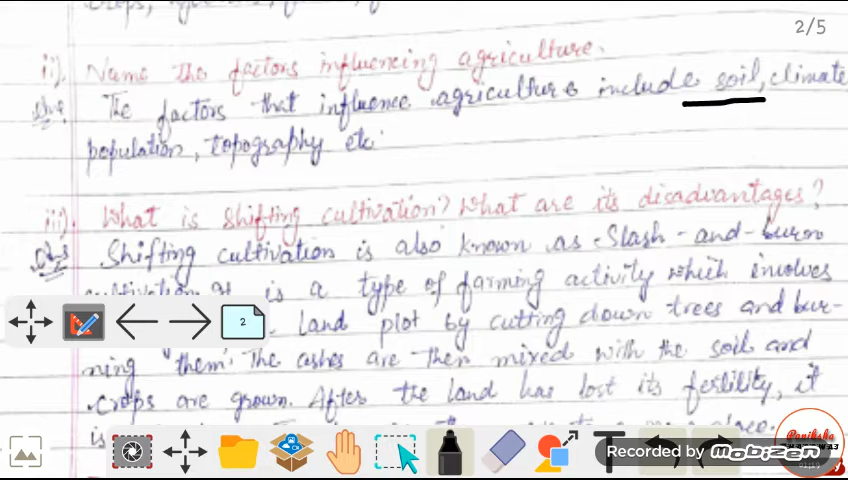 2/5
ii). Name the factors influencing agriculture.
Ans. The factors that influence agriculture include soil, climate
population, topography etc.
iii). What is shifting cultivation? What are its disadvantages?
Ans Shifting cultivation is also known as Slash-and-burn
is a type of farming activity which involves
land plot by cutting down trees and bur-
ning them. The ashes are then mixed with the soil and
crops are grown. After the land has lost its fertility, it
is
place.
2
T
Recorded by mobizen
Paniksha